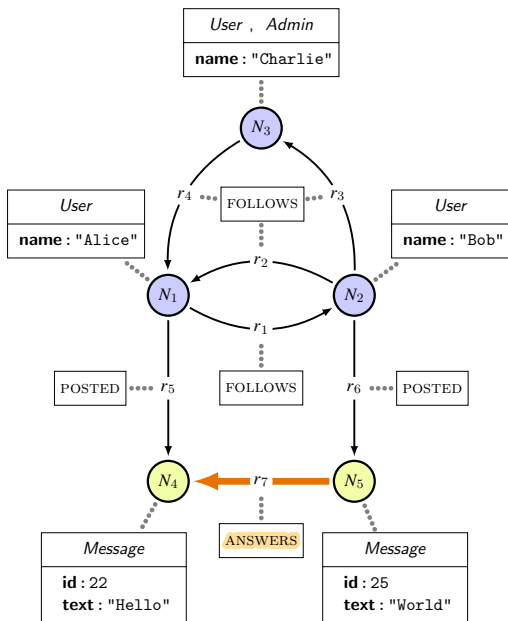 User , Admin
name : "Charlie"
N3
r4
FOLLOWS
r3
User
name : "Alice"
User
name : "Bob"
r2
N1
N2
r1
POSTED
r5
FOLLOWS
r6
POSTED
N4
r7
N5
ANSWERS
Message
id : 22
text : "Hello"
Message
id : 25
text : "World"